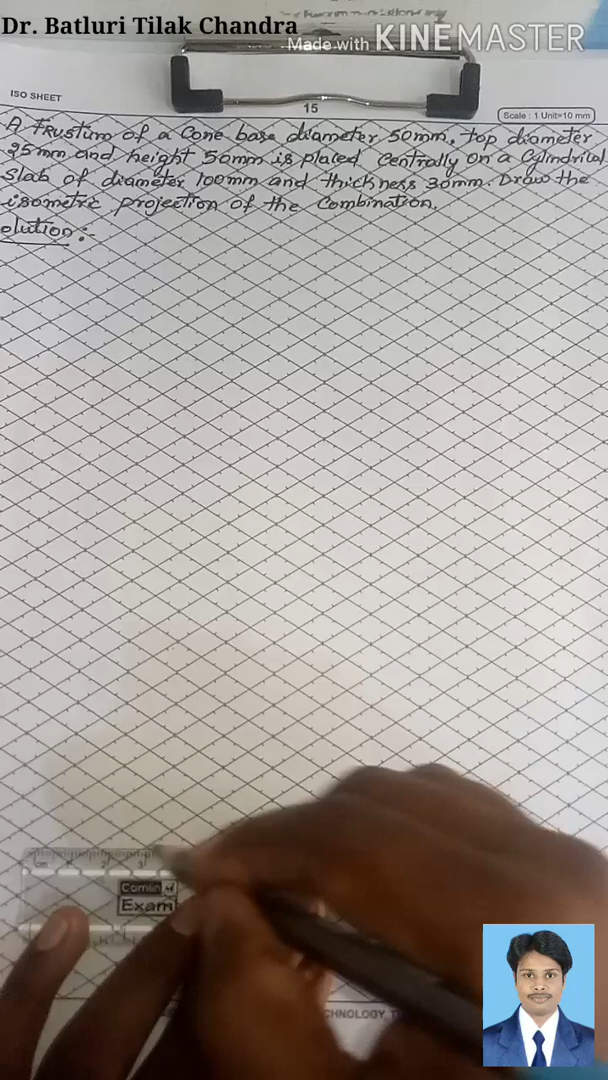 Dr. Batluri Tilak Chandra
Made with KINEMASTER
ISO SHEET
15
Scale : 1 Unit=10 mm
A Frustum of a Cone base diameter 50mm, top diameter
25mm and height 50mm is placed Centrally on a Cylindrical
Slab of diameter 100mm and thickness 30mm. Draw the
isometric projection of the Combination.
olution :-
Camlin
Exam
CHNOLOGY, T